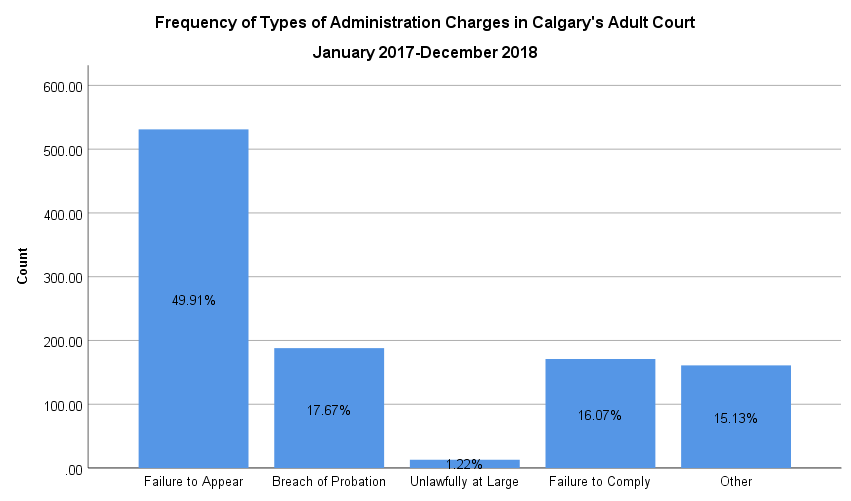 Frequency of Types of Administration Charges in Calgary's Adult Court
January 2017-December 2018
600.00
500.00
400.00
300.00
200.00
100.00
.00
Count
49.91%
17.67%
1.22%
16.07%
15.13%
Failure to Appear
Breach of Probation
Unlawfully at Large
Failure to Comply
Other